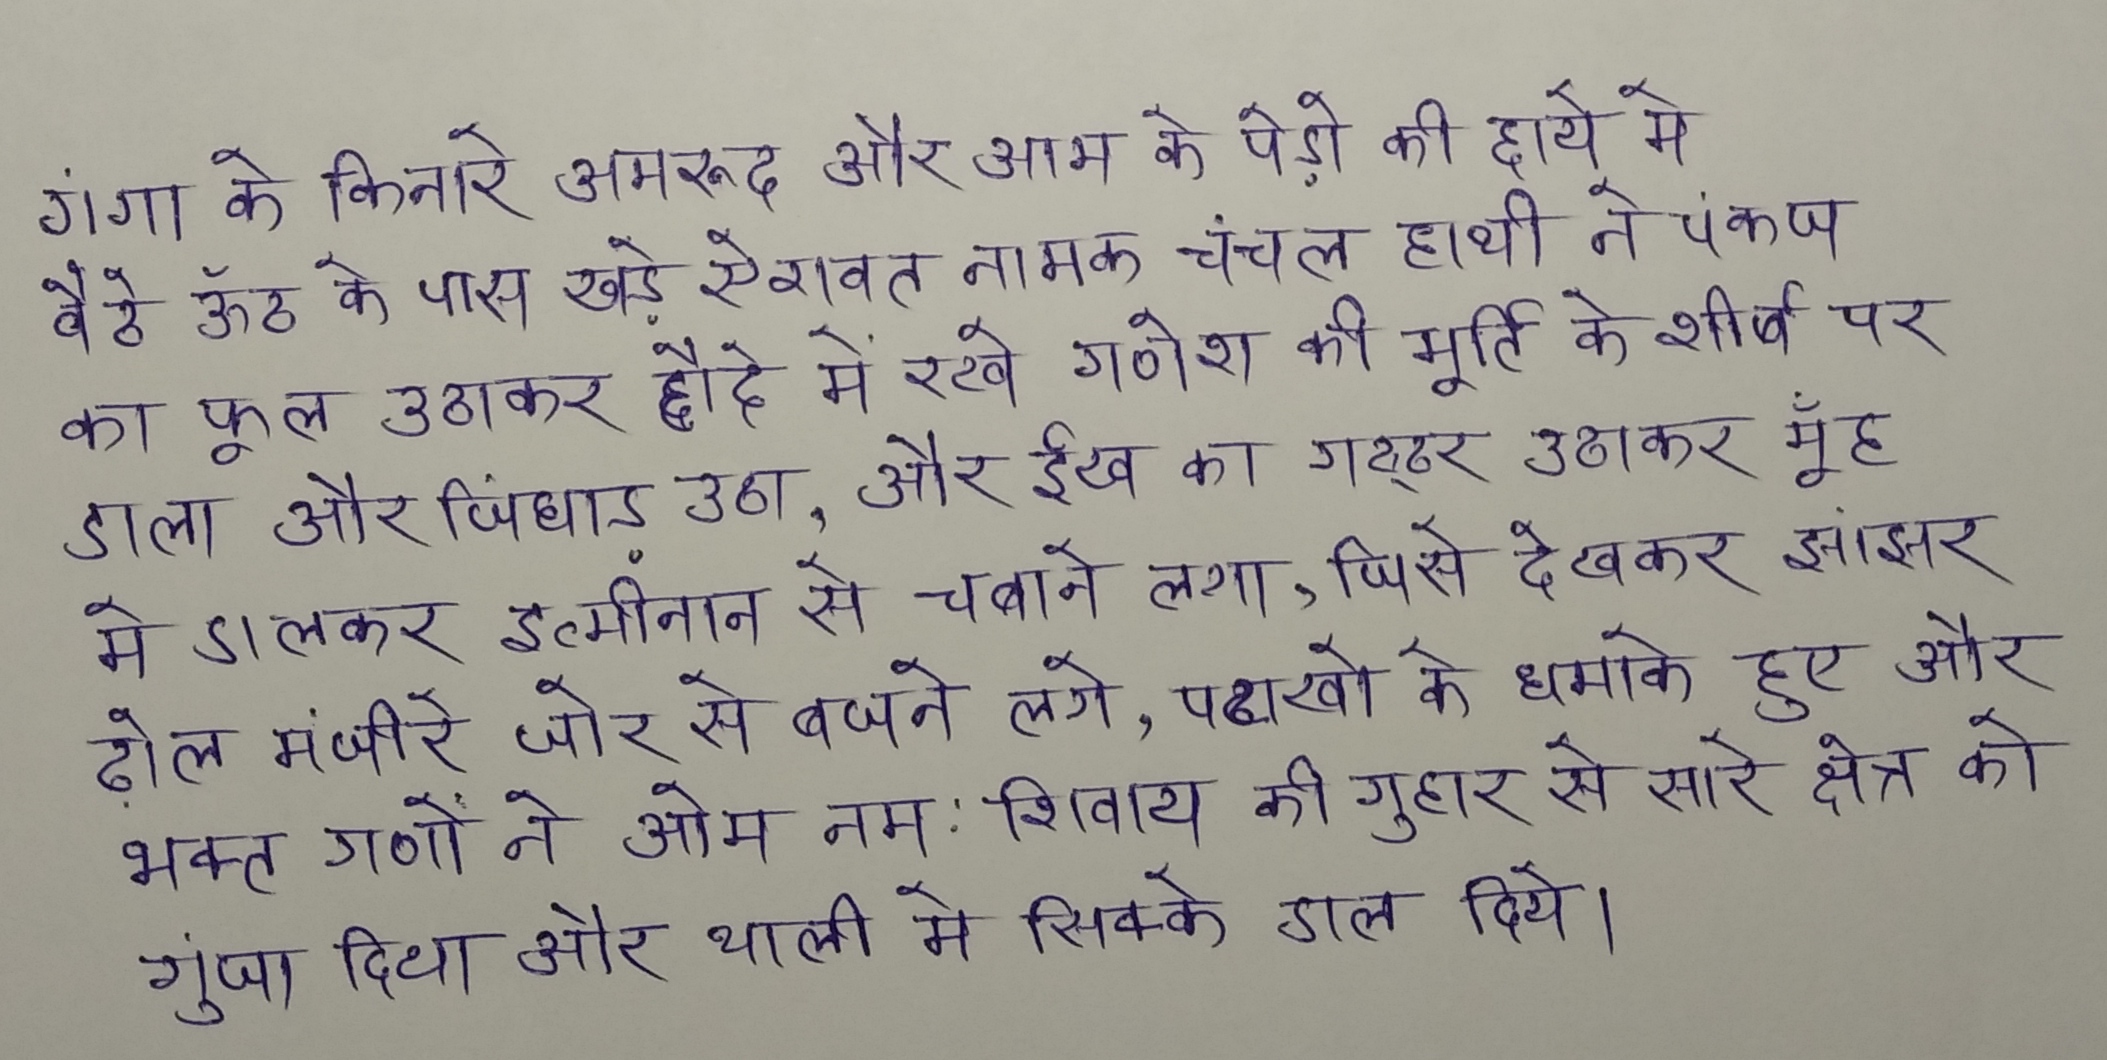 गंगा के किनारे अमरूद और आम के पेड़ो की छाये मे
बैठे ऊँठ के पास खड़े ऐरावत नामक चंचल हाथी ने पंकज
का फूल उठाकर हौदे में रखे गणेश की मूर्ति के शीर्ष पर
डाला और चिंघाड़ उठा, और ईख का गट्ठर उठाकर मूँह
मे डालकर इत्मीनान से चबाने लगा, जिसे देखकर झांझर
ढ़ोल मंजीरे जोर से बजने लगे, पटाखो के धमाके हुए और
भक्त गणों ने ओम नम: शिवाय की गुहार से सारे क्षेत्र को
गुंजा दिया और थाली मे सिक्के डाल दिये।